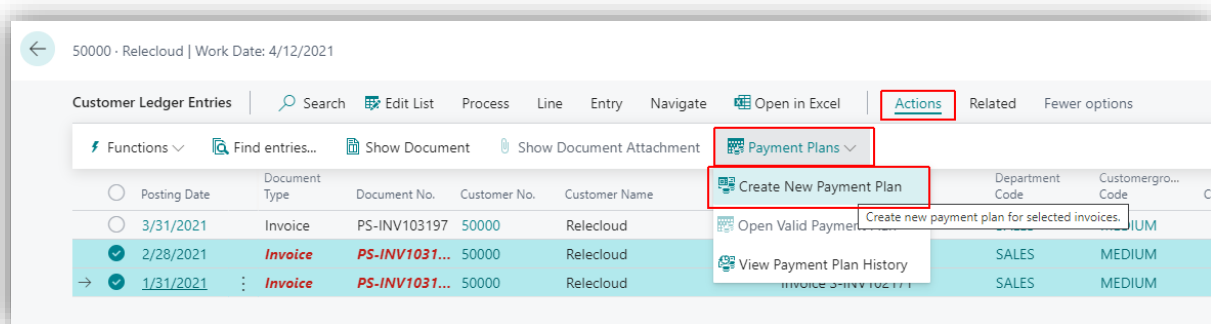 50000 · Relecloud | Work Date: 4/12/2021
Customer Ledger Entries Search Edit List Process Line Entry Navigate Open in Excel Actions Related Fewer options
Functions Find entries... Show Document Show Document Attachment Payment Plans
Posting Date Document Type Document No. Customer No. Customer Name Department Code Customergro... Code C
Create New Payment Plan
Create new payment plan for selected invoices.
3/31/2021 Invoice PS-INV103197 50000 Relecloud Open Valid Payment
2/28/2021 Invoice PS-INV1031... 50000 Relecloud SALES MEDIUM
View Payment Plan History
1/31/2021 Invoice PS-INV1031... 50000 Relecloud SALES MEDIUM